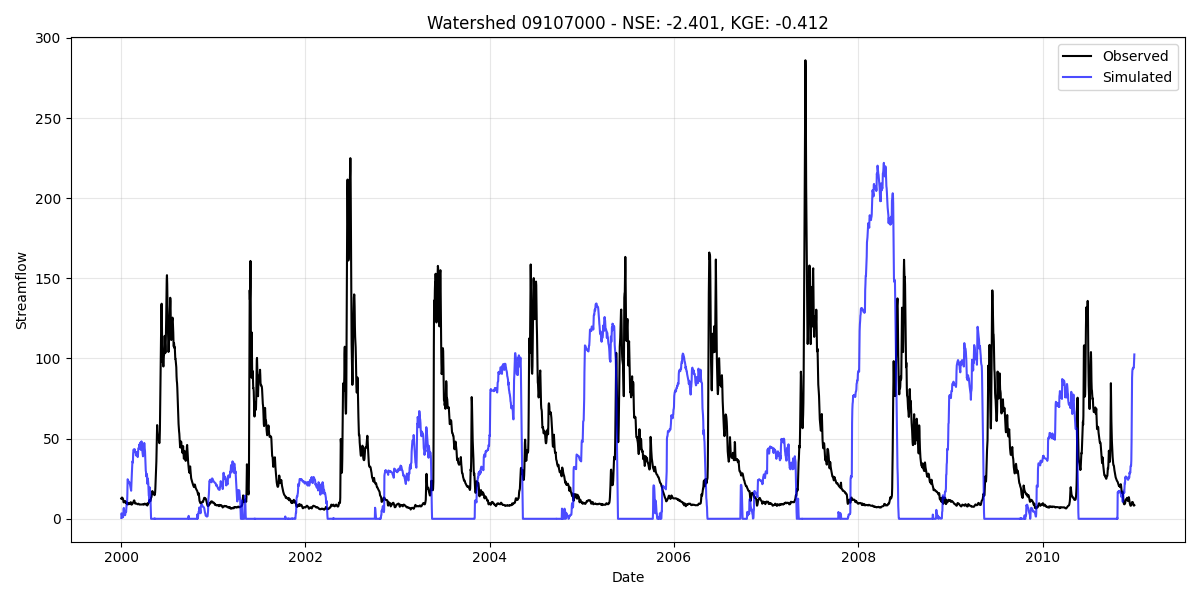 Watershed 09107000 - NSE: -2.401, KGE: -0.412
300
250
200
150
100
50
0
Streamflow
Observed
Simulated
2000 2002 2004 2006 2008 2010
Date